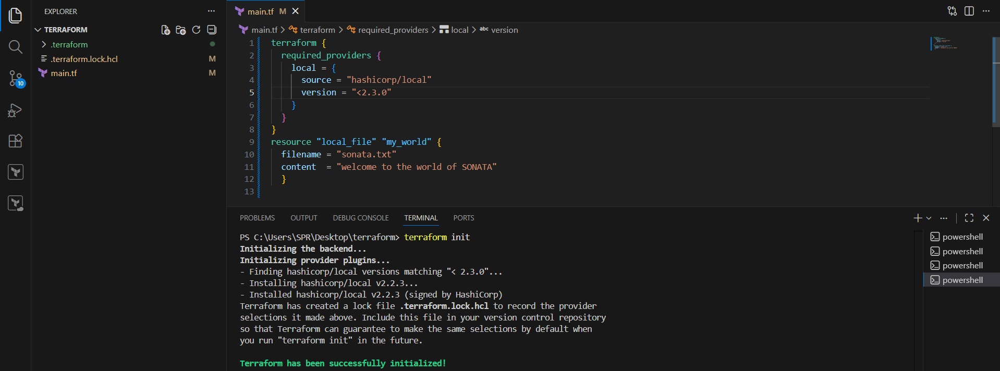 EXPLORER
TERRAFORM
.terraform
.terraform.lock.hcl M
main.tf M
10
main.tf M
main.tf > terraform > required_providers > local > abc version
1 terraform {
2 required_providers {
3 local = {
4 source = "hashicorp/local"
5 version = "<2.3.0"
6 }
7 }
8 }
9 resource "local_file" "my_world" {
10 filename = "sonata.txt"
11 content  = "welcome to the world of SONATA"
12 }
13
PROBLEMS OUTPUT DEBUG CONSOLE TERMINAL PORTS
PS C:\Users\SPR\Desktop\terraform> terraform init
Initializing the backend...
Initializing provider plugins...
- Finding hashicorp/local versions matching "< 2.3.0"...
- Installing hashicorp/local v2.2.3...
- Installed hashicorp/local v2.2.3 (signed by HashiCorp)
Terraform has created a lock file .terraform.lock.hcl to record the provider
selections it made above. Include this file in your version control repository
so that Terraform can guarantee to make the same selections by default when
you run "terraform init" in the future.
Terraform has been successfully initialized!
powershell
powershell
powershell
powershell